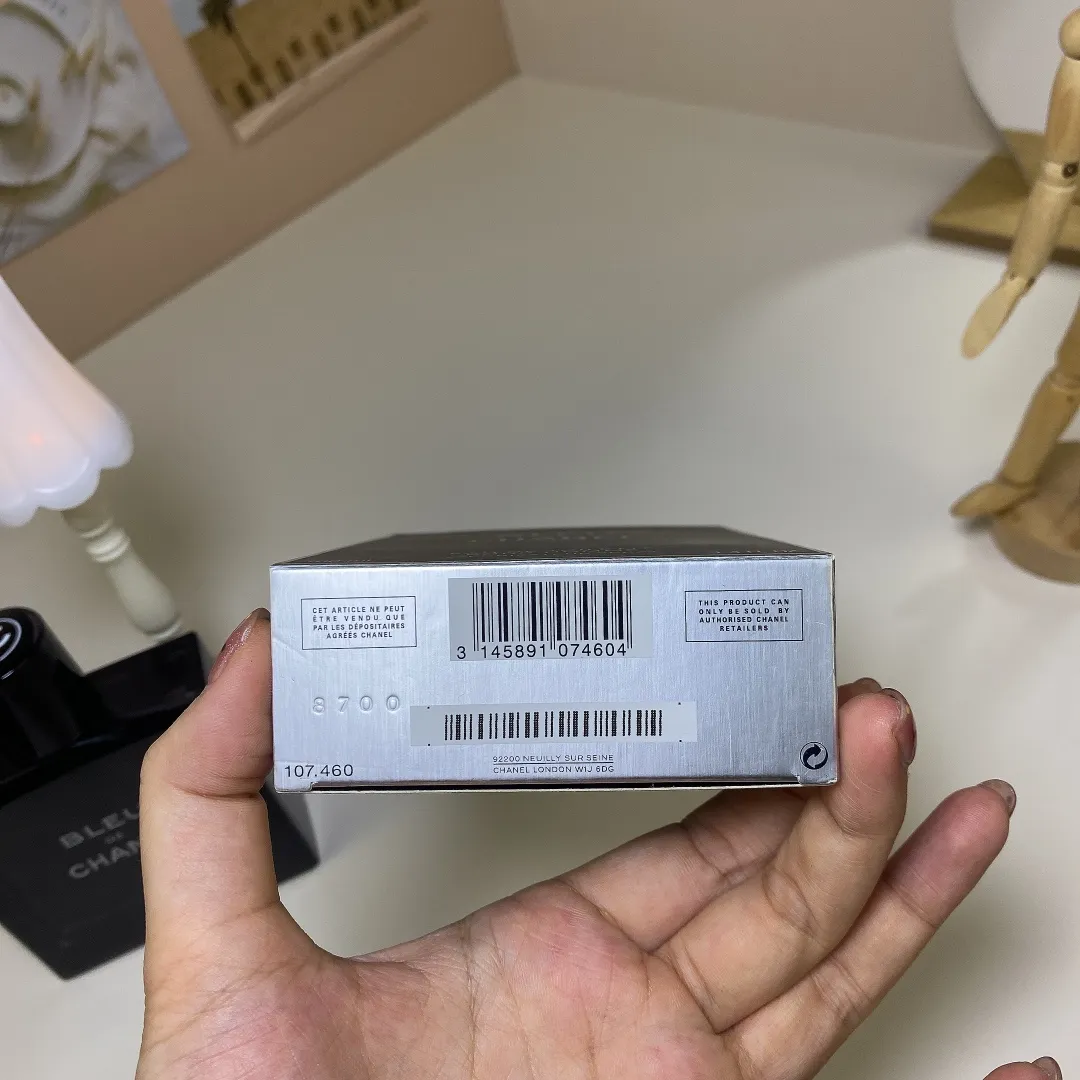 CET ARTICLE NE PEUT
ÊTRE VENDU QUE
PAR LES DÉPOSITAIRES
AGRÉÉS CHANEL
3 145891 074604
THIS PRODUCT CAN
ONLY BE SOLD BY
AUTHORISED CHANEL
RETAILERS
8700
92200 NEUILLY SUR SEINE
CHANEL LONDON W1J 6DG
107.460
BLEU
DE
CHAN